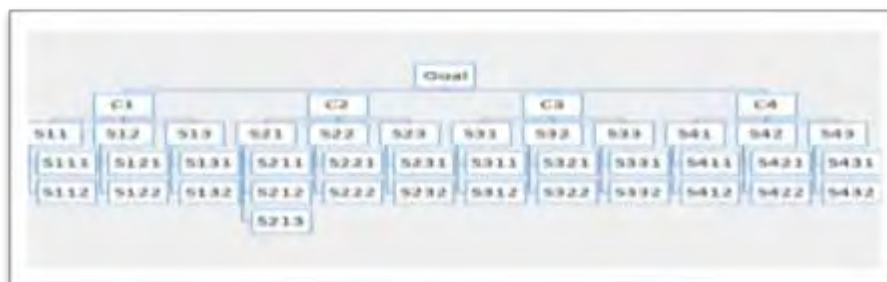 Goal
C1 C2 C3 C4
S11 S12 S13 S21 S22 S23 S31 S32 S33 S41 S42 S43
S111 S121 S131 S211 S221 S231 S311 S321 S331 S411 S421 S431
S112 S122 S132 S212 S222 S232 S312 S322 S332 S412 S422 S432
S213